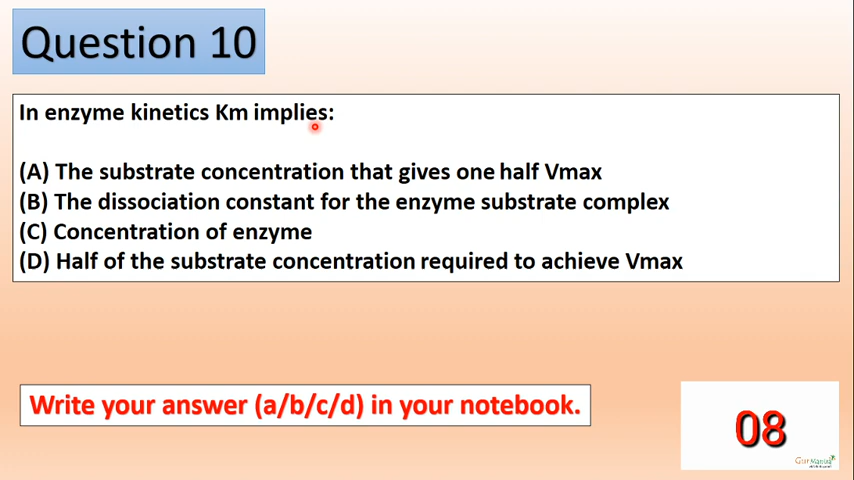 Question 10
In enzyme kinetics Km implies:
(A) The substrate concentration that gives one half Vmax
(B) The dissociation constant for the enzyme substrate complex
(C) Concentration of enzyme
(D) Half of the substrate concentration required to achieve Vmax
Write your answer (a/b/c/d) in your notebook.
08